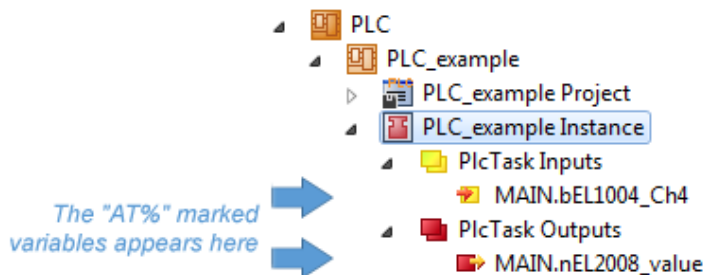 PLC
PLC_example
PLC_example Project
PLC_example Instance
PlcTask Inputs
MAIN.bEL1004_Ch4
The "AT%" marked
variables appears here
PlcTask Outputs
MAIN.nEL2008_value